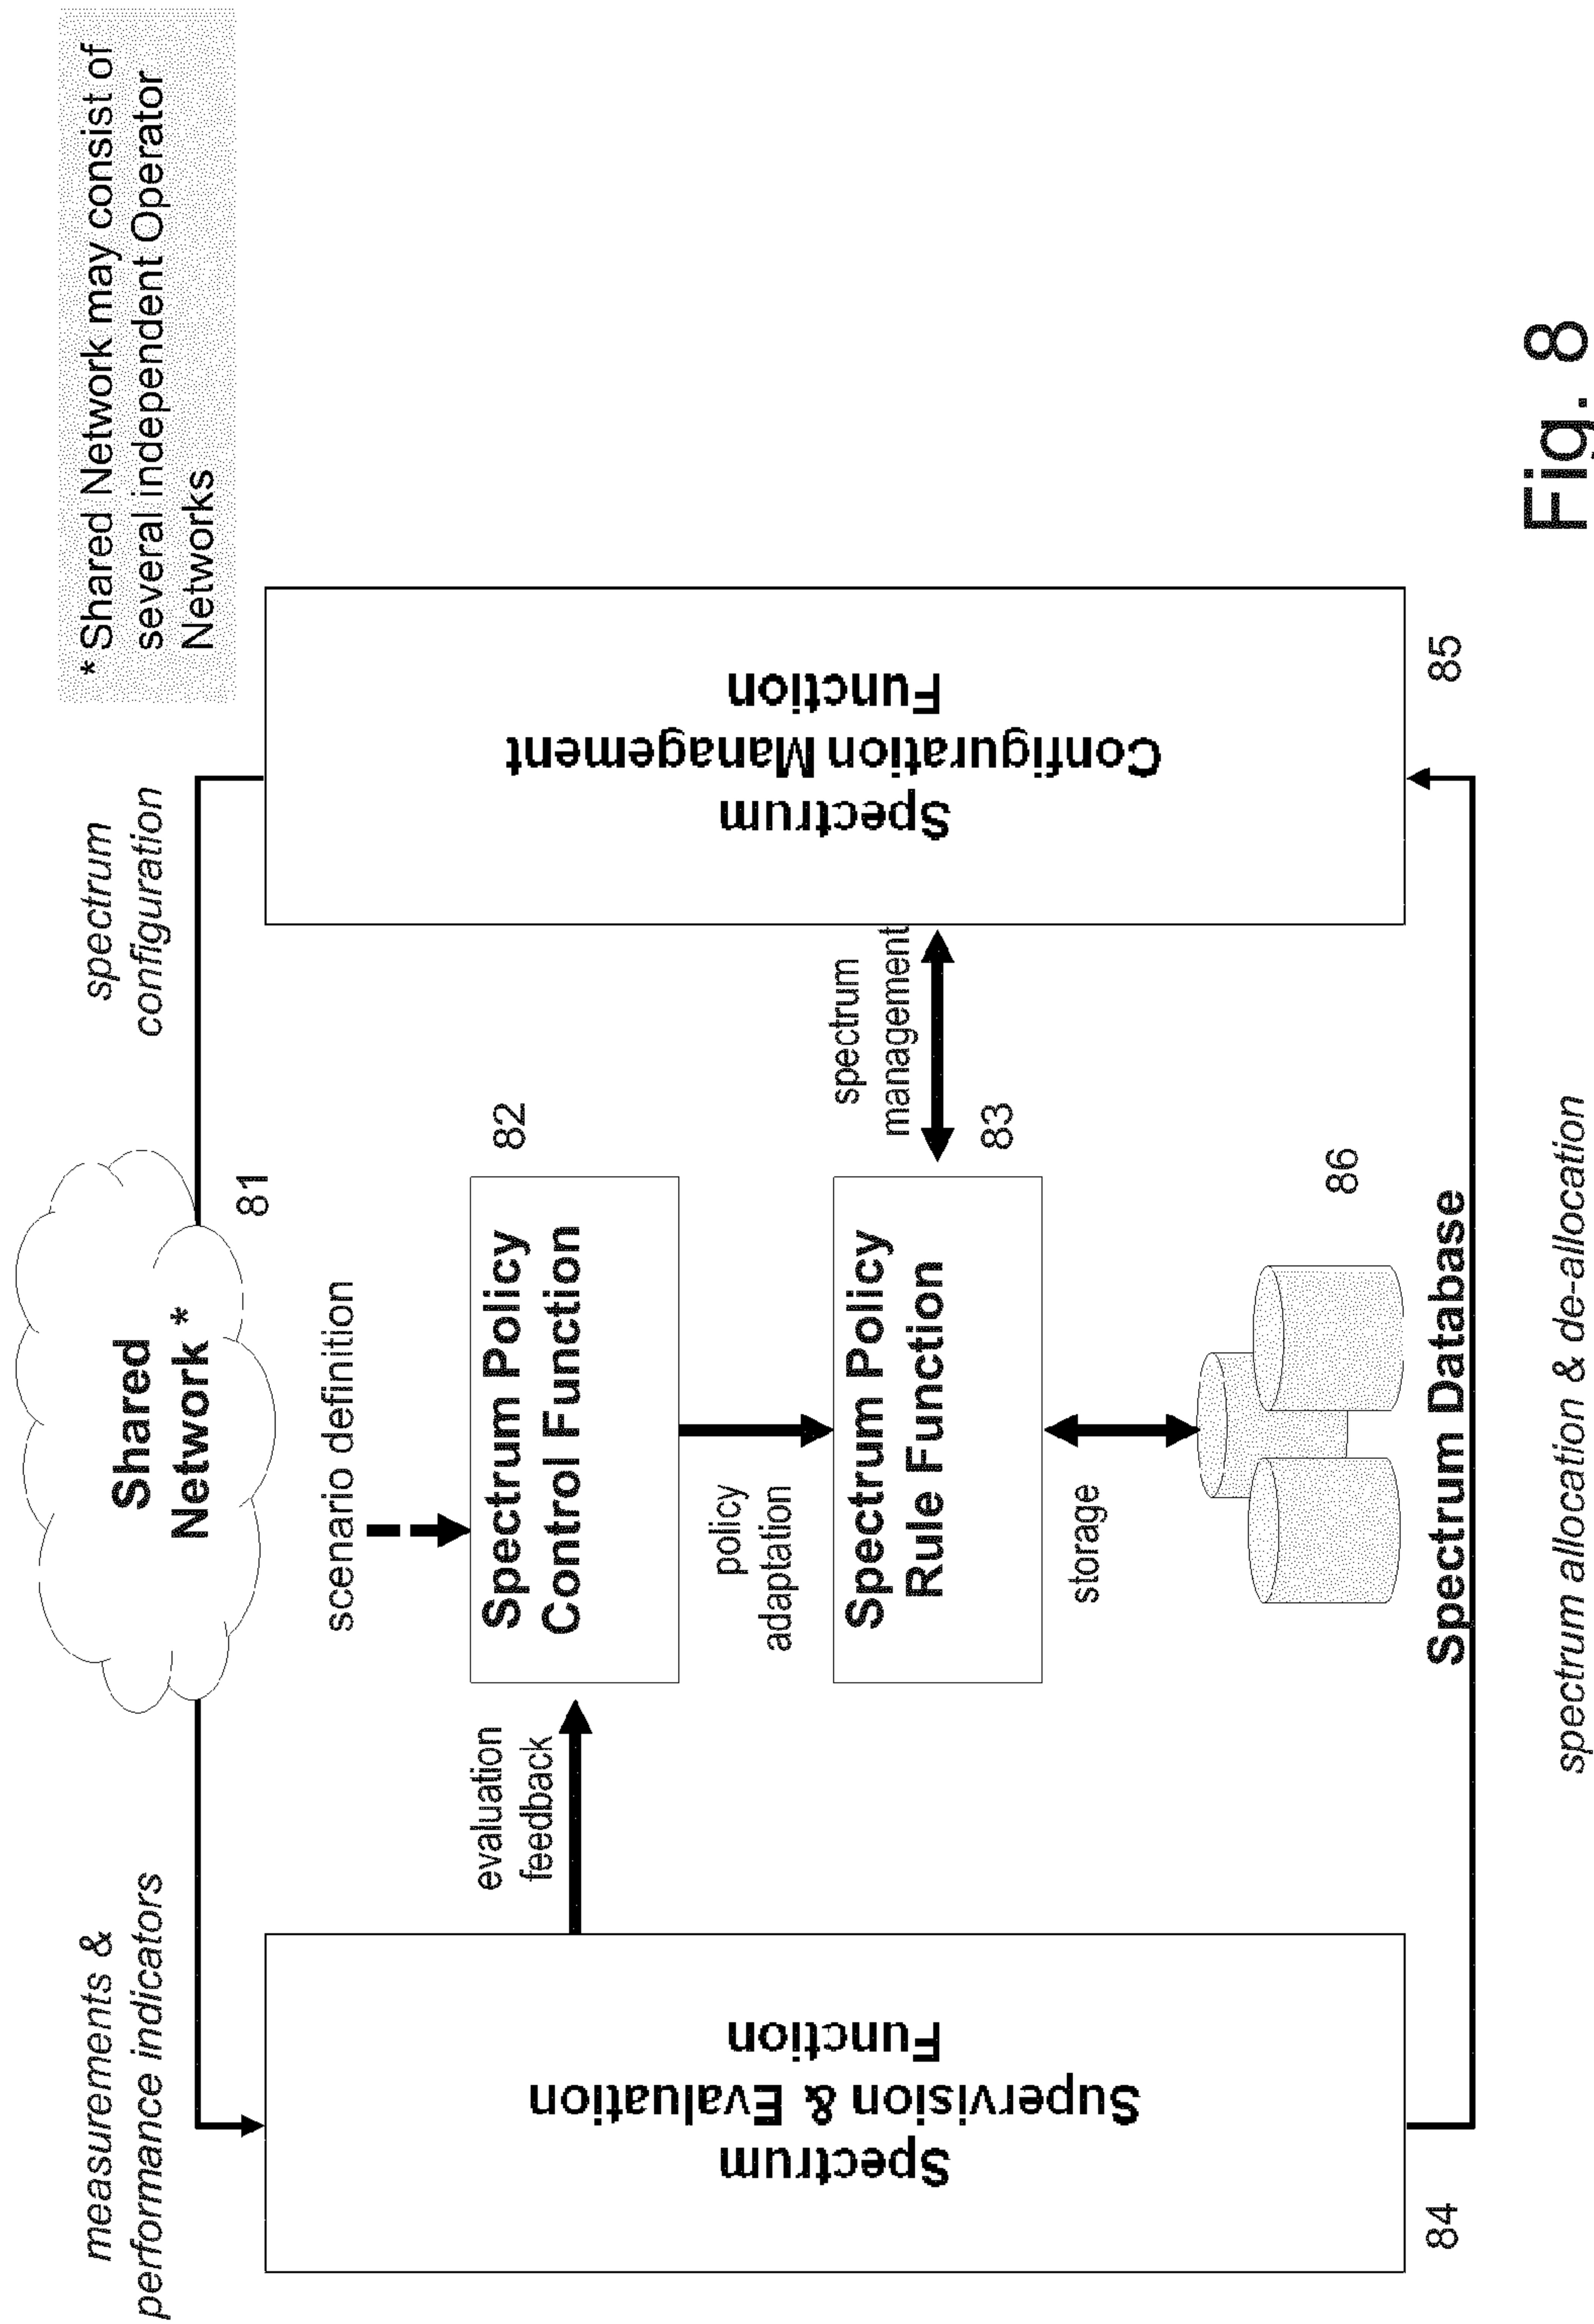 * Shared Network may consist of
several independent Operator
Networks
measurements &
performance indicators
Shared
Network *
81
spectrum
configuration
scenario definition
Spectrum
Supervision & Evaluation
Function
84
evaluation
feedback
Spectrum Policy
Control Function
82
policy
adaptation
Spectrum Policy
Rule Function
83
spectrum
management
Spectrum
Configuration Management
Function
85
storage
86
Spectrum Database
spectrum allocation & de-allocation
Fig. 8